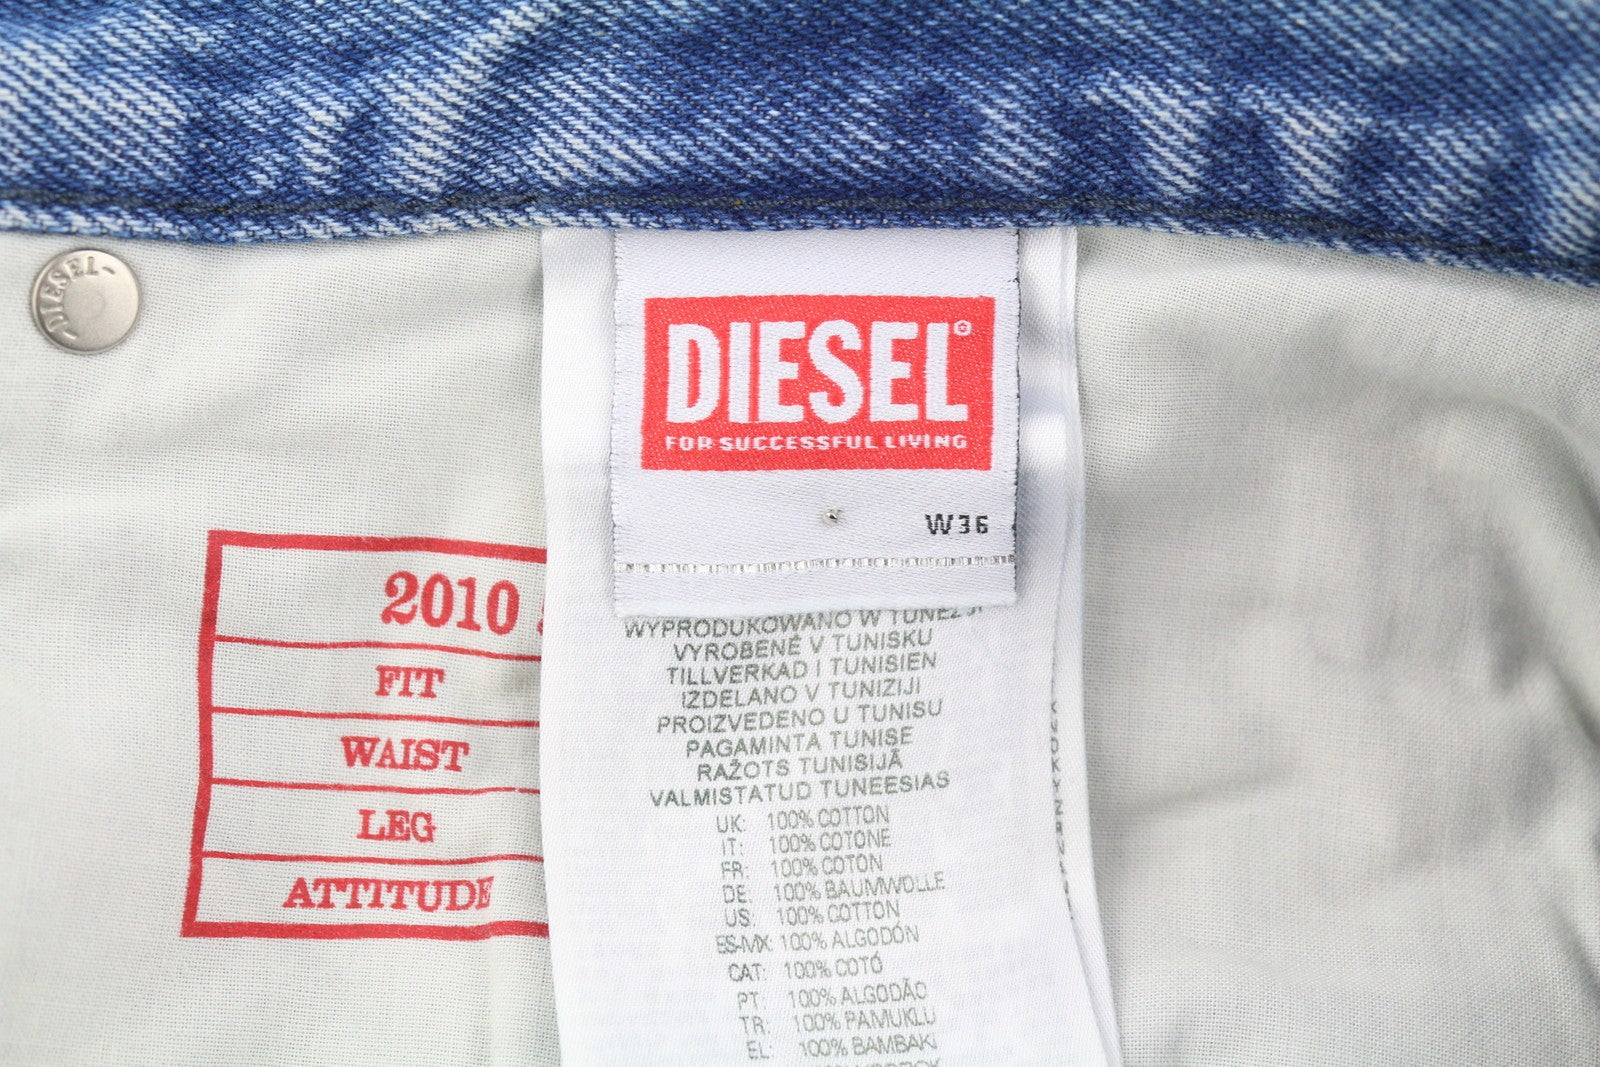 DIESEL
DIESEL
FOR SUCCESSFUL LIVING
W36
2010
FIT
WAIST
LEG
ATTITUDE
WYPRODUKOWANO W TUNEZJI
VYROBENÉ V TUNISKU
TILLVERKAD I TUNISIEN
IZDELANO V TUNIZIJI
PROIZVEDENO U TUNISU
PAGAMINTA TUNISE
RAŽOTS TUNISIJĀ
VALMISTATUD TUNEESIAS
UK: 100% COTTON
IT: 100% COTONE
FR: 100% COTON
DE: 100% BAUMWOLLE
US: 100% COTTON
ES-MX: 100% ALGODÓN
CAT: 100% COTÓ
PT: 100% ALGODÃO
TR: 100% PAMUKLU
EL: 100% BAMBAKI